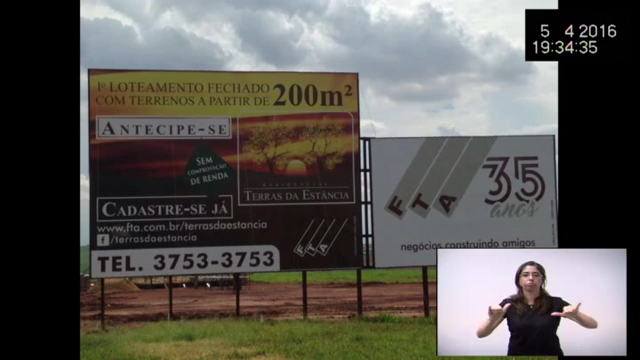 5 4 2016
19:34:35
1º LOTEAMENTO FECHADO
COM TERRENOS A PARTIR DE 200m²
ANTECIPE-SE
SEM
COMPROVAÇÃO
DE RENDA
RESIDENCIAL
TERRAS DA ESTÂNCIA
CADASTRE-SE JÁ
www.fta.com.br/terrasdaestancia
f /terrasdaestancia
FTA
TEL. 3753-3753
FTA
35
anos
negócios construindo amigos